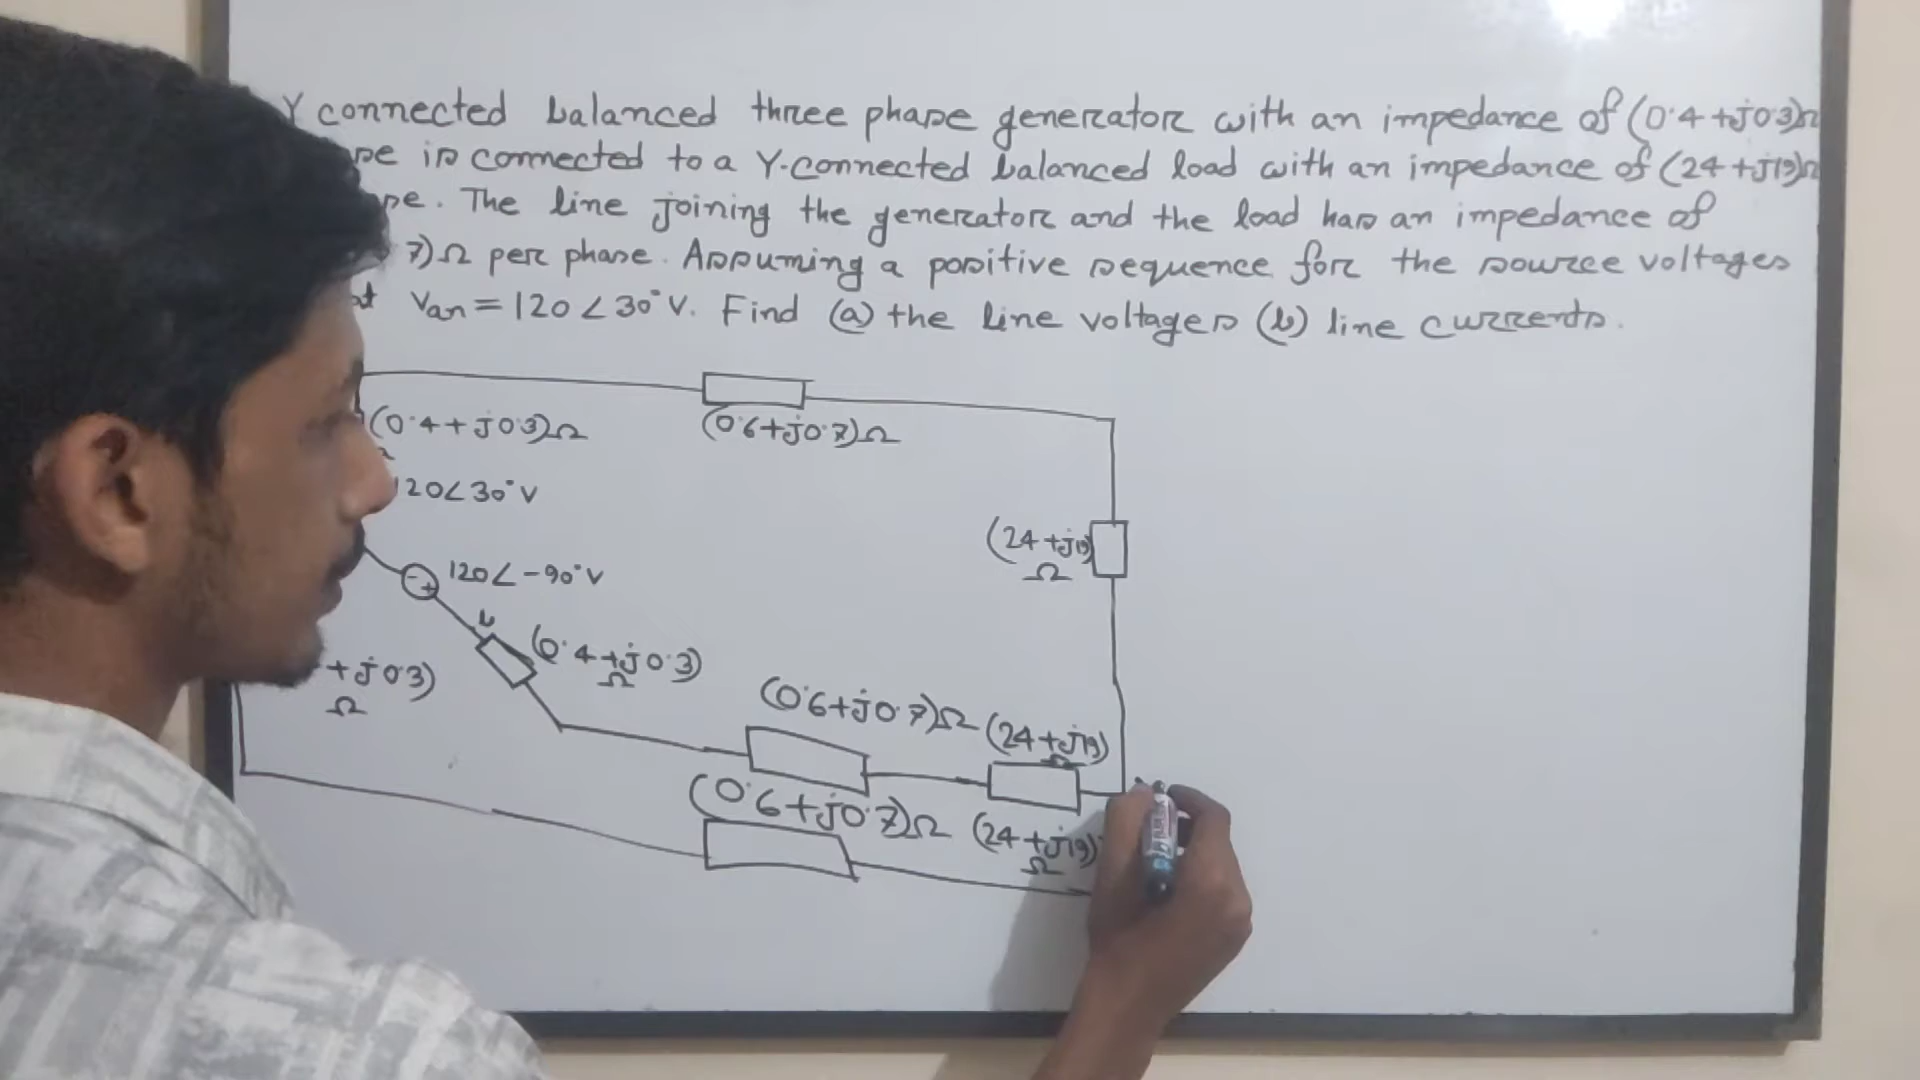 Y connected balanced three phase generator with an impedance of (0.4+j0.3)Ω
is connected to a Y-connected balanced load with an impedance of (24+j19)Ω
The line joining the generator and the load has an impedance of
7)Ω per phase. Assuming a positive sequence for the source voltages
Van = 120∠30°V. Find (a) the line voltages (b) line currents.
(0.4+j0.3)Ω
(0.6+j0.7)Ω
120∠30°V
(24+j19)
Ω
120∠-90°V
b
(0.4+j0.3)
Ω
+j0.3)
Ω
(0.6+j0.7)Ω
(24+j19)
Ω
(0.6+j0.7)Ω
(24+j19)
Ω